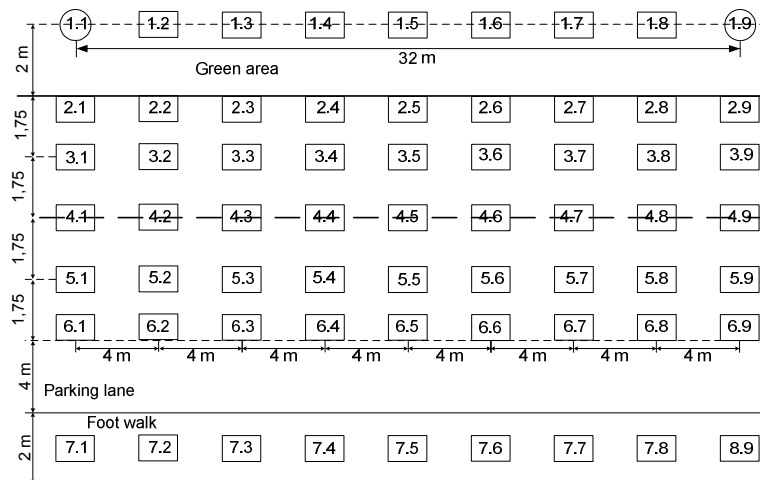 1.1 1.2 1.3 1.4 1.5 1.6 1.7 1.8 1.9
2 m
32 m
Green area
2.1 2.2 2.3 2.4 2.5 2.6 2.7 2.8 2.9
1,75
3.1 3.2 3.3 3.4 3.5 3.6 3.7 3.8 3.9
1,75
4.1 4.2 4.3 4.4 4.5 4.6 4.7 4.8 4.9
1,75
5.1 5.2 5.3 5.4 5.5 5.6 5.7 5.8 5.9
1,75
6.1 6.2 6.3 6.4 6.5 6.6 6.7 6.8 6.9
4 m 4 m 4 m 4 m 4 m 4 m 4 m 4 m
4 m
Parking lane
Foot walk
2 m
7.1 7.2 7.3 7.4 7.5 7.6 7.7 7.8 8.9